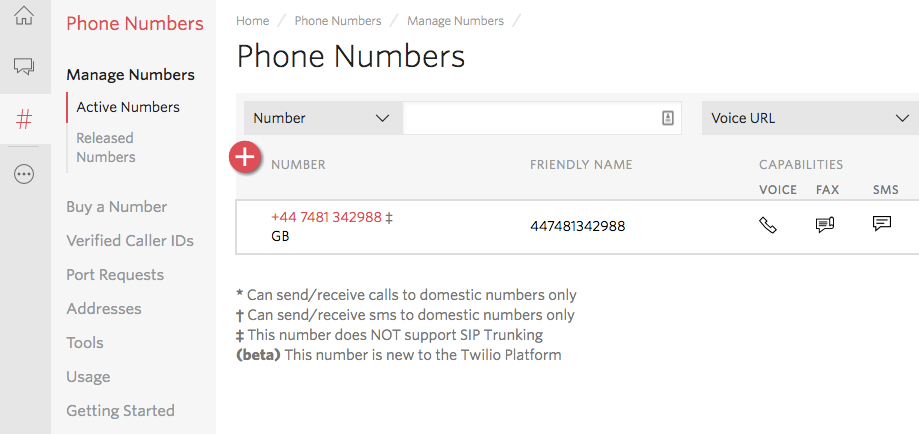 Phone Numbers
Manage Numbers
Active Numbers
Released
Numbers
Buy a Number
Verified Caller IDs
Port Requests
Addresses
Tools
Usage
Getting Started
Home / Phone Numbers / Manage Numbers /
Phone Numbers
Number
Voice URL
NUMBER FRIENDLY NAME CAPABILITIES
VOICE FAX SMS
+44 7481 342988 ‡
GB
447481342988
* Can send/receive calls to domestic numbers only
† Can send/receive sms to domestic numbers only
‡ This number does NOT support SIP Trunking
(beta) This number is new to the Twilio Platform